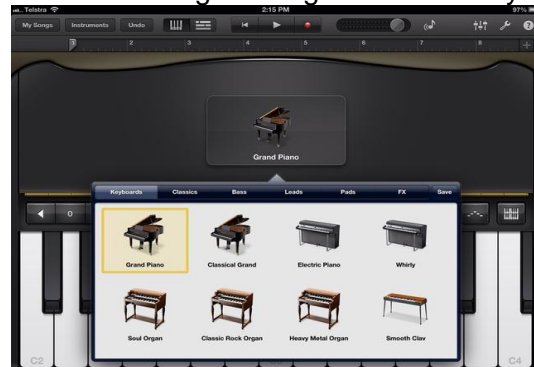 Telstra 2:15 PM 97%
My Songs Instruments Undo
1 2 3 4 5 6 7 8 +
Grand Piano
Keyboards Classics Bass Leads Pads FX Save
0
Grand Piano Classical Grand Electric Piano Whirly
Soul Organ Classic Rock Organ Heavy Metal Organ Smooth Clav
C2 C4